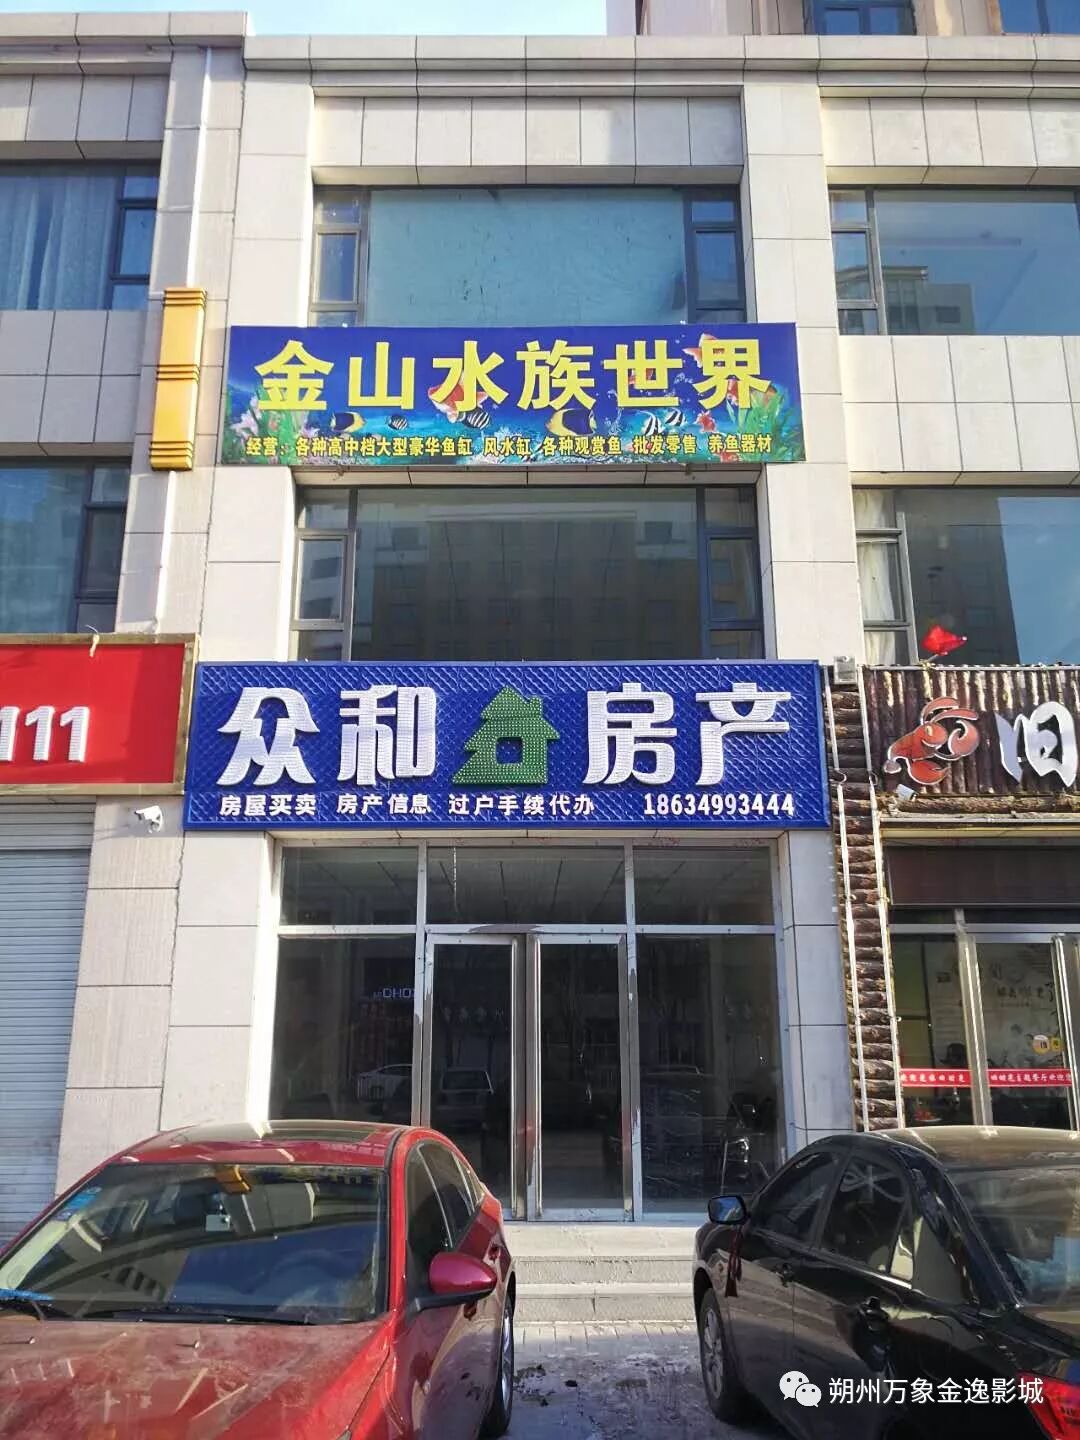 金山水族世界
经营：各种高中档大型豪华鱼缸 风水缸 各种观赏鱼 批发零售 养鱼器材
众和 房产
房屋买卖 房产信息 过户手续代办 18634993444
111
旧
朔州万象金逸影城